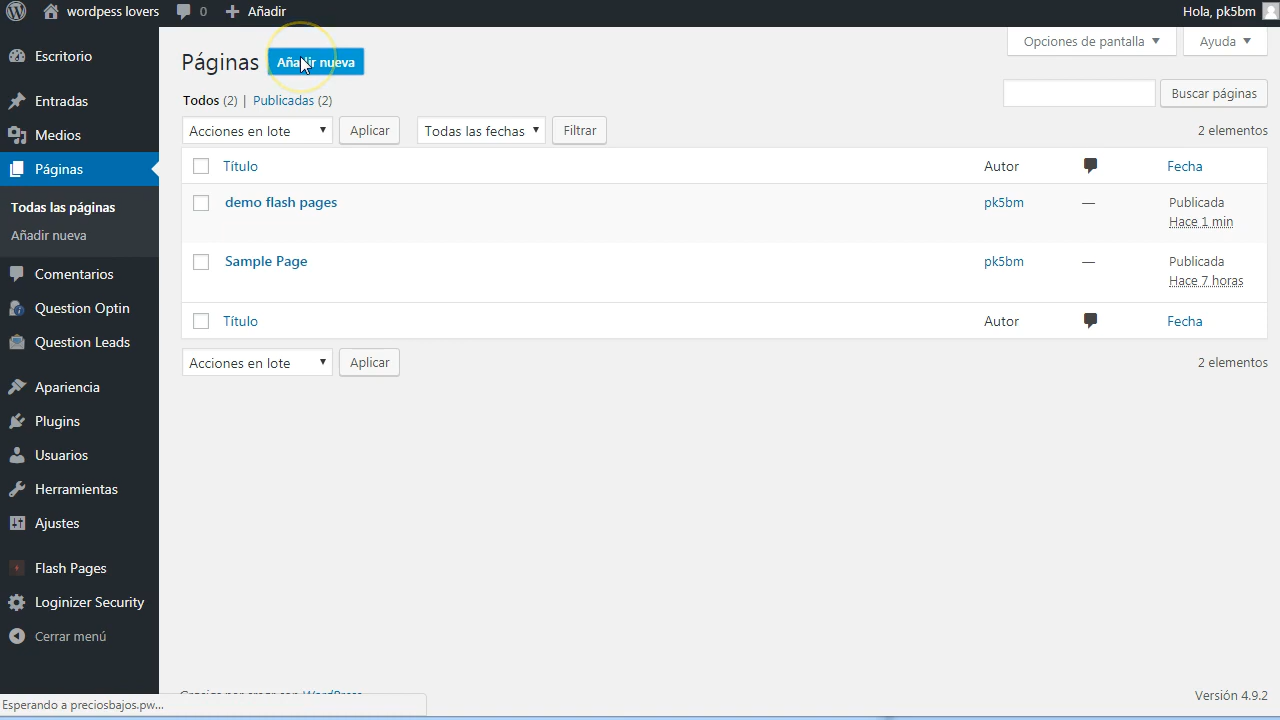 wordpess lovers 0 Añadir Hola, pk5bm
Opciones de pantalla Ayuda
Escritorio
Entradas
Medios
Páginas
Todas las páginas
Añadir nueva
Comentarios
Question Optin
Question Leads
Apariencia
Plugins
Usuarios
Herramientas
Ajustes
Flash Pages
Loginizer Security
Cerrar menú
Páginas Añadir nueva
Todos (2) | Publicadas (2)
Buscar páginas
Acciones en lote Aplicar Todas las fechas Filtrar 2 elementos
Título Autor Fecha
demo flash pages pk5bm — Publicada
Hace 1 min
Sample Page pk5bm — Publicada
Hace 7 horas
Título Autor Fecha
Acciones en lote Aplicar 2 elementos
WordPress Versión 4.9.2
Esperando a preciosbajos.pw...